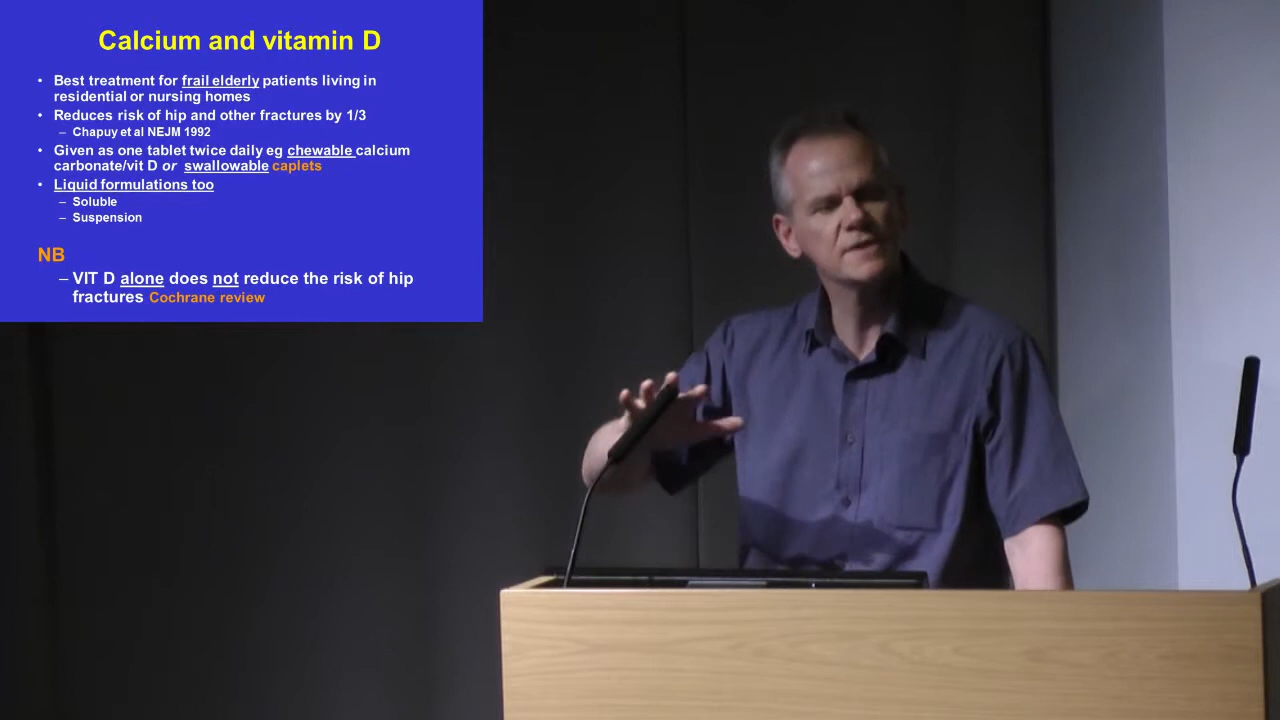 Calcium and vitamin D
• Best treatment for frail elderly patients living in
residential or nursing homes
• Reduces risk of hip and other fractures by 1/3
– Chapuy et al NEJM 1992
• Given as one tablet twice daily eg chewable calcium
carbonate/vit D or swallowable caplets
• Liquid formulations too
– Soluble
– Suspension
NB
– VIT D alone does not reduce the risk of hip
fractures Cochrane review